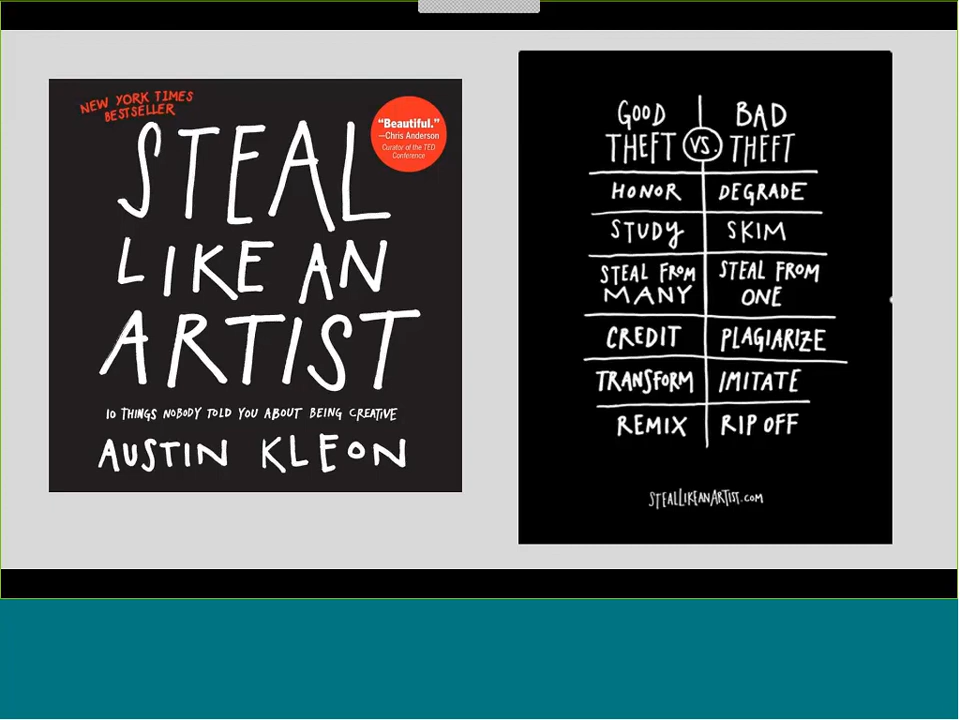 NEW YORK TIMES
BESTSELLER
"Beautiful."
—Chris Anderson
Curator of the TED
Conference
STEAL
LIKE AN
ARTIST
10 THINGS NOBODY TOLD YOU ABOUT BEING CREATIVE
AUSTIN KLEON
GOOD THEFT VS. BAD THEFT
HONOR DEGRADE
STUDY SKIM
STEAL FROM MANY STEAL FROM ONE
CREDIT PLAGIARIZE
TRANSFORM IMITATE
REMIX RIP OFF
STEALLIKEANARTIST.COM